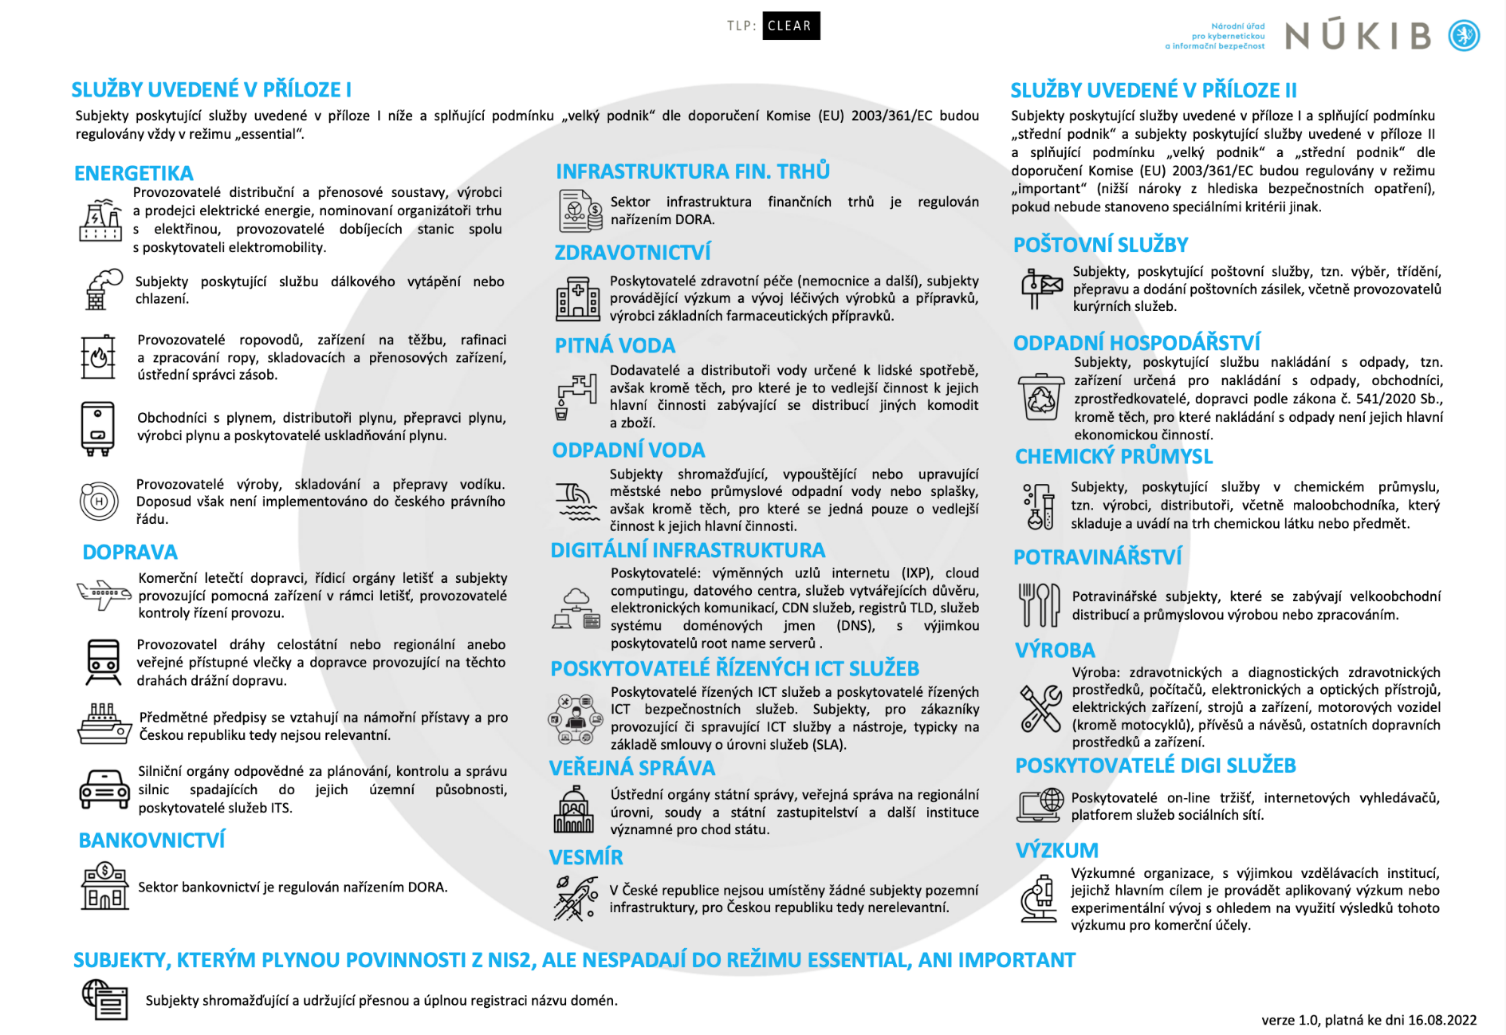 TLP: CLEAR
Národní úřad
pro kybernetickou
a informační bezpečnost
NÚKIB
SLUŽBY UVEDENÉ V PŘÍLOZE I
Subjekty poskytující služby uvedené v příloze I níže a splňující podmínku „velký podnik“ dle doporučení Komise (EU) 2003/361/EC budou
regulovány vždy v režimu „essential“.
ENERGETIKA
Provozovatelé distribuční a přenosové soustavy, výrobci
a prodejci elektrické energie, nominovaní organizátoři trhu
s elektřinou, provozovatelé dobíjecích stanic spolu
s poskytovateli elektromobility.
Subjekty poskytující službu dálkového vytápění nebo
chlazení.
Provozovatelé ropovodů, zařízení na těžbu, rafinaci
a zpracování ropy, skladovacích a přenosových zařízení,
ústřední správci zásob.
Obchodníci s plynem, distributoři plynu, přepravci plynu,
výrobci plynu a poskytovatelé uskladňování plynu.
H
Provozovatelé výroby, skladování a přepravy vodíku.
Doposud však není implementováno do českého právního
řádu.
DOPRAVA
Komerční letečtí dopravci, řídicí orgány letišť a subjekty
provozující pomocná zařízení v rámci letišť, provozovatelé
kontroly řízení provozu.
Provozovatel dráhy celostátní nebo regionální anebo
veřejné přístupné vlečky a dopravce provozující na těchto
drahách drážní dopravu.
Předmětné předpisy se vztahují na námořní přístavy a pro
Českou republiku tedy nejsou relevantní.
Silniční orgány odpovědné za plánování, kontrolu a správu
silnic spadajících do jejich územní působnosti,
poskytovatelé služeb ITS.
BANKOVNICTVÍ
Sektor bankovnictví je regulován nařízením DORA.
INFRASTRUKTURA FIN. TRHŮ
Sektor infrastruktura finančních trhů je regulován
nařízením DORA.
ZDRAVOTNICTVÍ
Poskytovatelé zdravotní péče (nemocnice a další), subjekty
provádějící výzkum a vývoj léčivých výrobků a přípravků,
výrobci základních farmaceutických přípravků.
PITNÁ VODA
Dodavatelé a distributoři vody určené k lidské spotřebě,
avšak kromě těch, pro které je to vedlejší činnost k jejich
hlavní činnosti zabývající se distribucí jiných komodit
a zboží.
ODPADNÍ VODA
Subjekty shromažďující, vypouštějící nebo upravující
městské nebo průmyslové odpadní vody nebo splašky,
avšak kromě těch, pro které se jedná pouze o vedlejší
činnost k jejich hlavní činnosti.
DIGITÁLNÍ INFRASTRUKTURA
Poskytovatelé: výměnných uzlů internetu (IXP), cloud
computingu, datového centra, služeb vytvářejících důvěru,
elektronických komunikací, CDN služeb, registrů TLD, služeb
systému doménových jmen (DNS), s výjimkou
poskytovatelů root name serverů .
POSKYTOVATELÉ ŘÍZENÝCH ICT SLUŽEB
Poskytovatelé řízených ICT služeb a poskytovatelé řízených
ICT bezpečnostních služeb. Subjekty, pro zákazníky
provozující či spravující ICT služby a nástroje, typicky na
základě smlouvy o úrovni služeb (SLA).
VEŘEJNÁ SPRÁVA
Ústřední orgány státní správy, veřejná správa na regionální
úrovni, soudy a státní zastupitelství a další instituce
významné pro chod státu.
VESMÍR
V České republice nejsou umístěny žádné subjekty pozemní
infrastruktury, pro Českou republiku tedy nerelevantní.
SLUŽBY UVEDENÉ V PŘÍLOZE II
Subjekty poskytující služby uvedené v příloze I a splňující podmínku
„střední podnik“ a subjekty poskytující služby uvedené v příloze II
a splňující podmínku „velký podnik“ a „střední podnik“ dle
doporučení Komise (EU) 2003/361/EC budou regulovány v režimu
„important“ (nižší nároky z hlediska bezpečnostních opatření),
pokud nebude stanoveno speciálními kritérii jinak.
POŠTOVNÍ SLUŽBY
Subjekty, poskytující poštovní služby, tzn. výběr, třídění,
přepravu a dodání poštovních zásilek, včetně provozovatelů
kurýrních služeb.
ODPADNÍ HOSPODÁŘSTVÍ
Subjekty, poskytující službu nakládání s odpady, tzn.
zařízení určená pro nakládání s odpady, obchodníci,
zprostředkovatelé, dopravci podle zákona č. 541/2020 Sb.,
kromě těch, pro které nakládání s odpady není jejich hlavní
ekonomickou činností.
CHEMICKÝ PRŮMYSL
Subjekty, poskytující služby v chemickém průmyslu,
tzn. výrobci, distributoři, včetně maloobchodníka, který
skladuje a uvádí na trh chemickou látku nebo předmět.
POTRAVINÁŘSTVÍ
Potravinářské subjekty, které se zabývají velkoobchodní
distribucí a průmyslovou výrobou nebo zpracováním.
VÝROBA
Výroba: zdravotnických a diagnostických zdravotnických
prostředků, počítačů, elektronických a optických přístrojů,
elektrických zařízení, strojů a zařízení, motorových vozidel
(kromě motocyklů), přívěsů a návěsů, ostatních dopravních
prostředků a zařízení.
POSKYTOVATELÉ DIGI SLUŽEB
Poskytovatelé on-line tržišť, internetových vyhledávačů,
platforem služeb sociálních sítí.
VÝZKUM
Výzkumné organizace, s výjimkou vzdělávacích institucí,
jejichž hlavním cílem je provádět aplikovaný výzkum nebo
experimentální vývoj s ohledem na využití výsledků tohoto
výzkumu pro komerční účely.
SUBJEKTY, KTERÝM PLYNOU POVINNOSTI Z NIS2, ALE NESPADAJÍ DO REŽIMU ESSENTIAL, ANI IMPORTANT
Subjekty shromažďující a udržující přesnou a úplnou registraci názvu domén.
verze 1.0, platná ke dni 16.08.2022